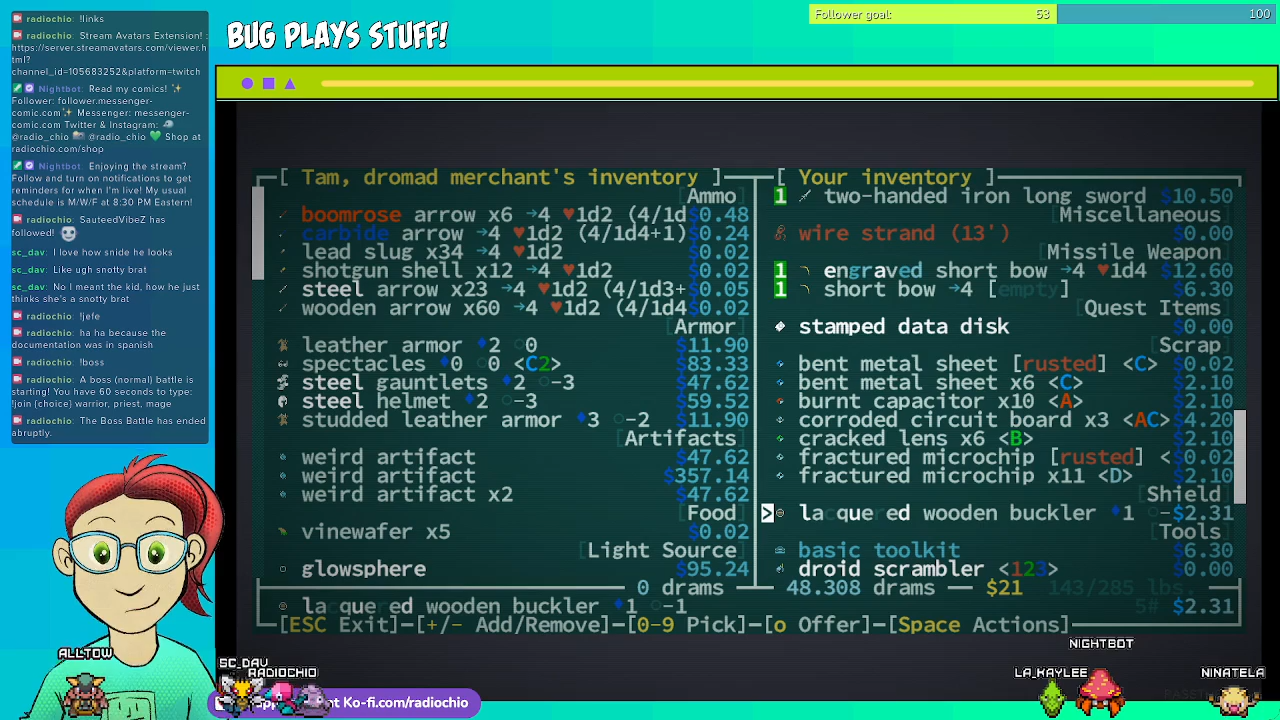 radiochio: !links
radiochio: Stream Avatars Extension! :
https://server.streamavatars.com/viewer.h
tml?
channel_id=105683252&platform=twitch
Nightbot: Read my comics! ✨
Follower: follower.messenger-
comic.com✨ Messenger: messenger-
comic.com Twitter & Instagram:
@radio_chio 📷 @radio_chio 💚 Shop at
radiochio.com/shop
Nightbot: Enjoying the stream?
Follow and turn on notifications to get
reminders for when I'm live! My usual
schedule is M/W/F at 8:30 PM Eastern!
radiochio: SauteedVibeZ has
followed!
sc_dav: I love how snide he looks
sc_dav: Like ugh snotty brat
sc_dav: No I meant the kid, how he just
thinks she's a snotty brat
radiochio: !jefe
radiochio: ha ha because the
documentation was in spanish
radiochio: !boss
radiochio: A boss (normal) battle is
starting! You have 60 seconds to type:
!join {choice} warrior, priest, mage
radiochio: The Boss Battle has ended
abruptly.
BUG PLAYS STUFF!
Follower goal: 53 100
[ Tam, dromad merchant's inventory ]
[Ammo
boomrose arrow x6 →4 ♥1d2 (4/1d $0.48
carbide arrow →4 ♥1d2 (4/1d4+1) $0.24
lead slug x34 →4 ♥1d2 $0.02
shotgun shell x12 →4 ♥1d2 $0.02
steel arrow x23 →4 ♥1d2 (4/1d3+ $0.05
wooden arrow x60 →4 ♥1d2 (4/1d4 $0.02
[Armor
leather armor ♦2 ○0 $11.90
spectacles ♦0 ○0 <C2> $83.33
steel gauntlets ♦2 ○-3 $47.62
steel helmet ♦2 ○-3 $59.52
studded leather armor ♦3 ○-2 $11.90
[Artifacts
weird artifact $47.62
weird artifact $357.14
weird artifact x2 $47.62
[Food
vinewafer x5 $0.02
[Light Source
glowsphere $95.24
[ Your inventory ]
1 two-handed iron long sword $10.50
[Miscellaneous
wire strand (13') $0.00
[Missile Weapon
1 engraved short bow →4 ♥1d4 $12.60
1 short bow →4 [empty] $6.30
[Quest Items
stamped data disk $0.00
[Scrap
bent metal sheet [rusted] <C> $0.02
bent metal sheet x6 <C> $2.10
burnt capacitor x10 <A> $2.10
corroded circuit board x3 <AC> $4.20
cracked lens x6 <B> $2.10
fractured microchip [rusted] < $0.02
fractured microchip x11 <D> $2.10
[Shield
> lacquered wooden buckler ♦1 ○-$2.31
[Tools
basic toolkit $6.30
droid scrambler <123> $0.00
0 drams 48.308 drams — $21 143/285 lbs.
lacquered wooden buckler ♦1 ○-1 5# $2.31
[ESC Exit]—[+/- Add/Remove]—[0-9 Pick]—[o Offer]—[Space Actions]
ALLTOW
SC_DAV
RADIOCHIO
Ko-fi.com/radiochio
NIGHTBOT
LA_KAYLEE
NINATELA